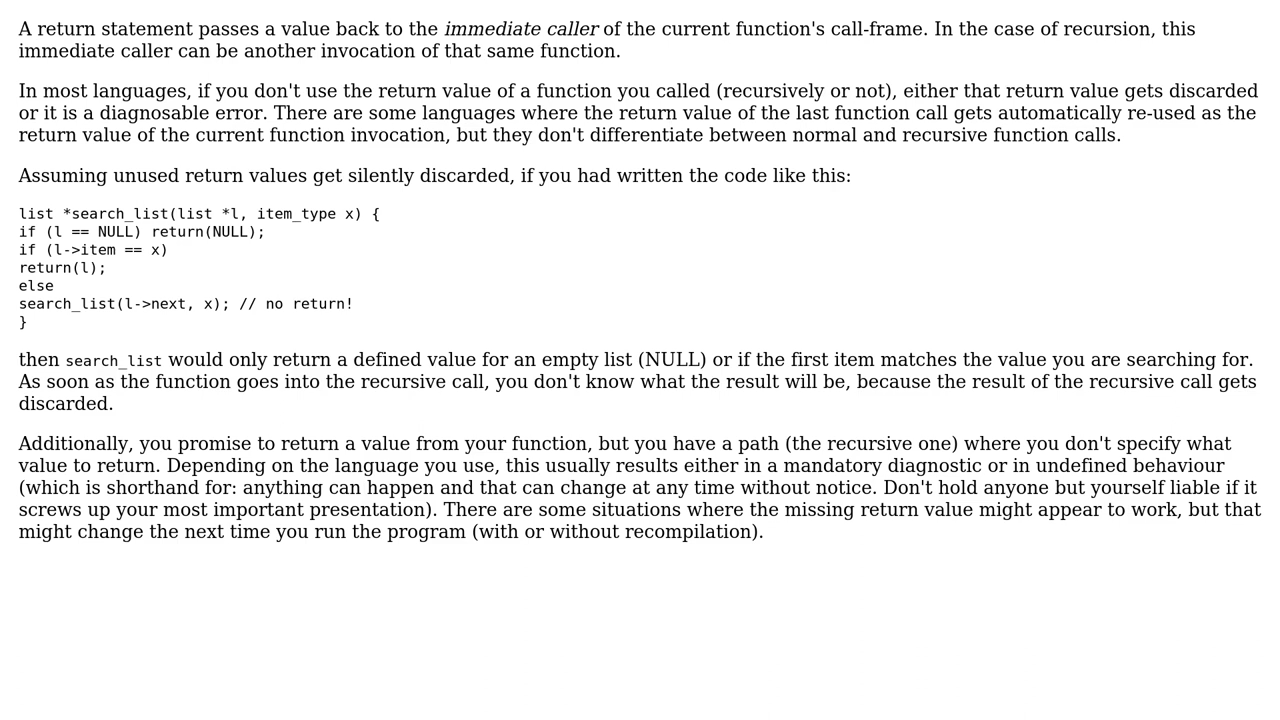 A return statement passes a value back to the immediate caller of the current function's call-frame. In the case of recursion, this
immediate caller can be another invocation of that same function.
In most languages, if you don't use the return value of a function you called (recursively or not), either that return value gets discarded
or it is a diagnosable error. There are some languages where the return value of the last function call gets automatically re-used as the
return value of the current function invocation, but they don't differentiate between normal and recursive function calls.
Assuming unused return values get silently discarded, if you had written the code like this:
list *search_list(list *l, item_type x) {
if (l == NULL) return(NULL);
if (l->item == x)
return(l);
else
search_list(l->next, x); // no return!
}
then search_list would only return a defined value for an empty list (NULL) or if the first item matches the value you are searching for.
As soon as the function goes into the recursive call, you don't know what the result will be, because the result of the recursive call gets
discarded.
Additionally, you promise to return a value from your function, but you have a path (the recursive one) where you don't specify what
value to return. Depending on the language you use, this usually results either in a mandatory diagnostic or in undefined behaviour
(which is shorthand for: anything can happen and that can change at any time without notice. Don't hold anyone but yourself liable if it
screws up your most important presentation). There are some situations where the missing return value might appear to work, but that
might change the next time you run the program (with or without recompilation).